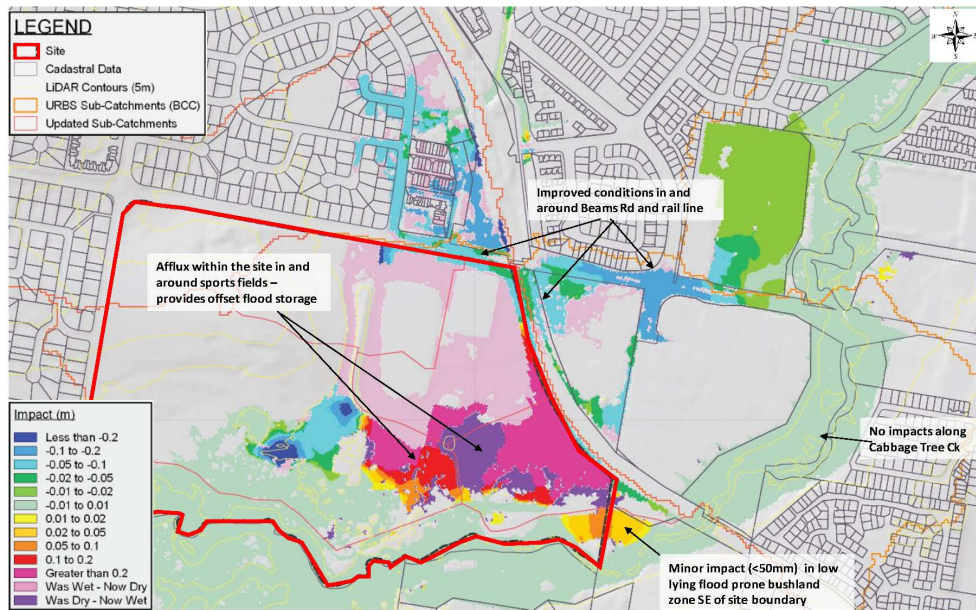 LEGEND
Site
Cadastral Data
LiDAR Contours (5m)
URBS Sub-Catchments (BCC)
Updated Sub-Catchments
N
W
Improved conditions in and
around Beams Rd and rail line
Afflux within the site in and
around sports fields –
provides offset flood storage
Impact (m)
Less than -0.2
-0.1 to -0.2
-0.05 to -0.1
-0.02 to -0.05
-0.01 to -0.02
-0.01 to 0.01
0.01 to 0.02
0.02 to 0.05
0.05 to 0.1
0.1 to 0.2
Greater than 0.2
Was Wet - Now Dry
Was Dry - Now Wet
No impacts along
Cabbage Tree Ck
Minor impact (<50mm) in low
lying flood prone bushland
zone SE of site boundary